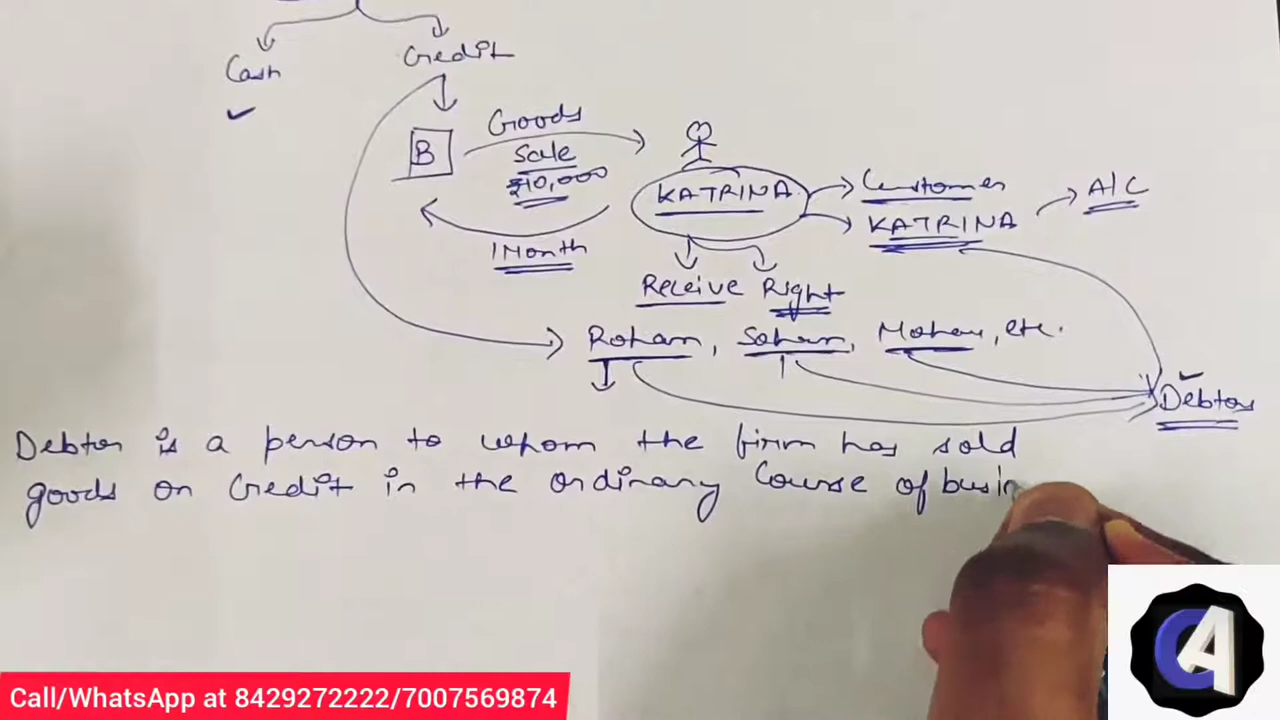 Cash
Credit
B
Goods
Sale
₹10,000
1 Month
KATRINA
Customer
KATRINA
A/C
Receive Right
Rohan, Sohan, Mohan, etc.
Debtors
Debtor is a person to whom the firm has sold
goods on credit in the ordinary Course of busin
CA
Call/WhatsApp at 8429272222/7007569874